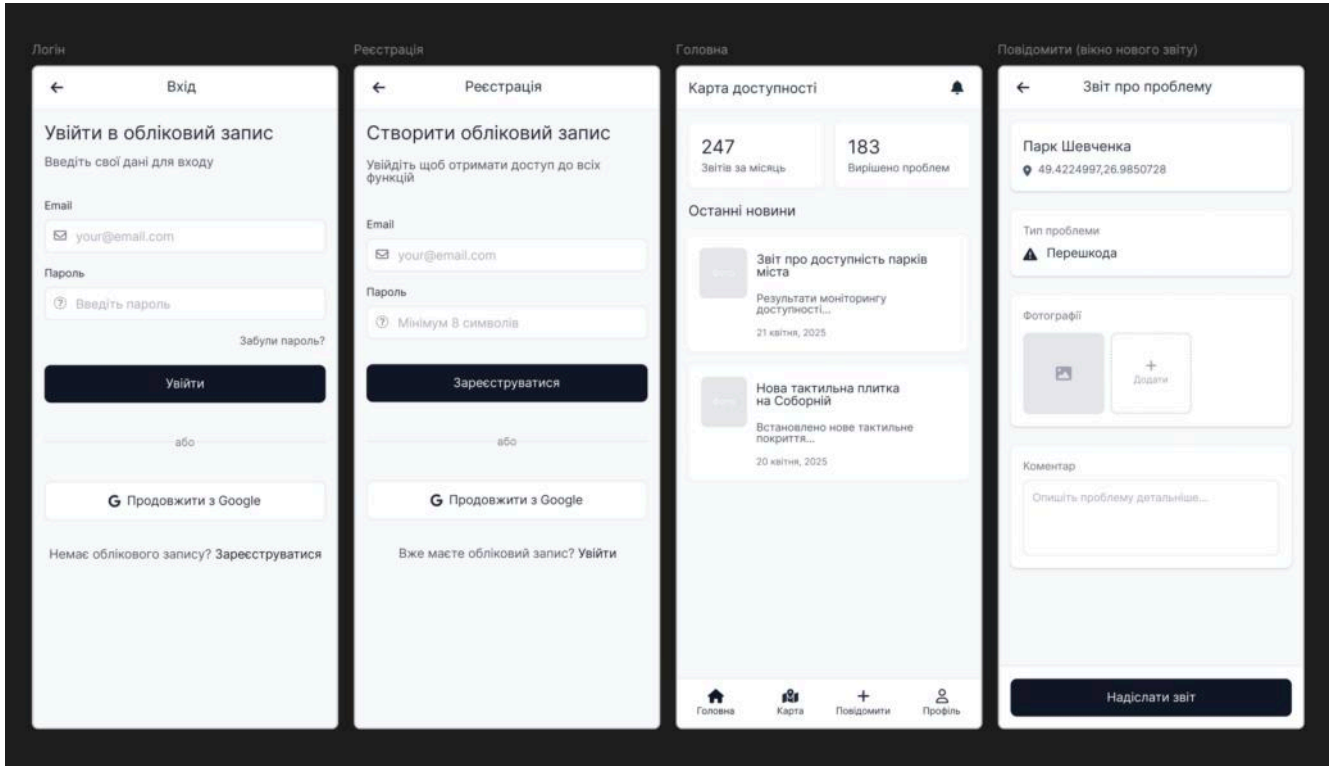 Логін
Вхід
Увійти в обліковий запис
Введіть свої дані для входу
Email
your@email.com
Пароль
Введіть пароль
Забули пароль?
Увійти
або
Продовжити з Google
Немає облікового запису? Зареєструватися
Реєстрація
Реєстрація
Створити обліковий запис
Увійдіть щоб отримати доступ до всіх
функцій
Email
your@email.com
Пароль
Мінімум 8 символів
Зареєструватися
або
Продовжити з Google
Вже маєте обліковий запис? Увійти
Головна
Карта доступності
247
Звітів за місяць
183
Вирішено проблем
Останні новини
Звіт про доступність парків
міста
Результати моніторингу
доступності...
21 квітня, 2025
Нова тактильна плитка
на Соборній
Встановлено нове тактильне
покриття...
20 квітня, 2025
Головна
Карта
Повідомити
Профіль
Повідомити (вікно нового звіту)
Звіт про проблему
Парк Шевченка
49.4224997,26.9850728
Тип проблеми
Перешкода
Фотографії
Додати
Коментар
Опишіть проблему детальніше...
Надіслати звіт